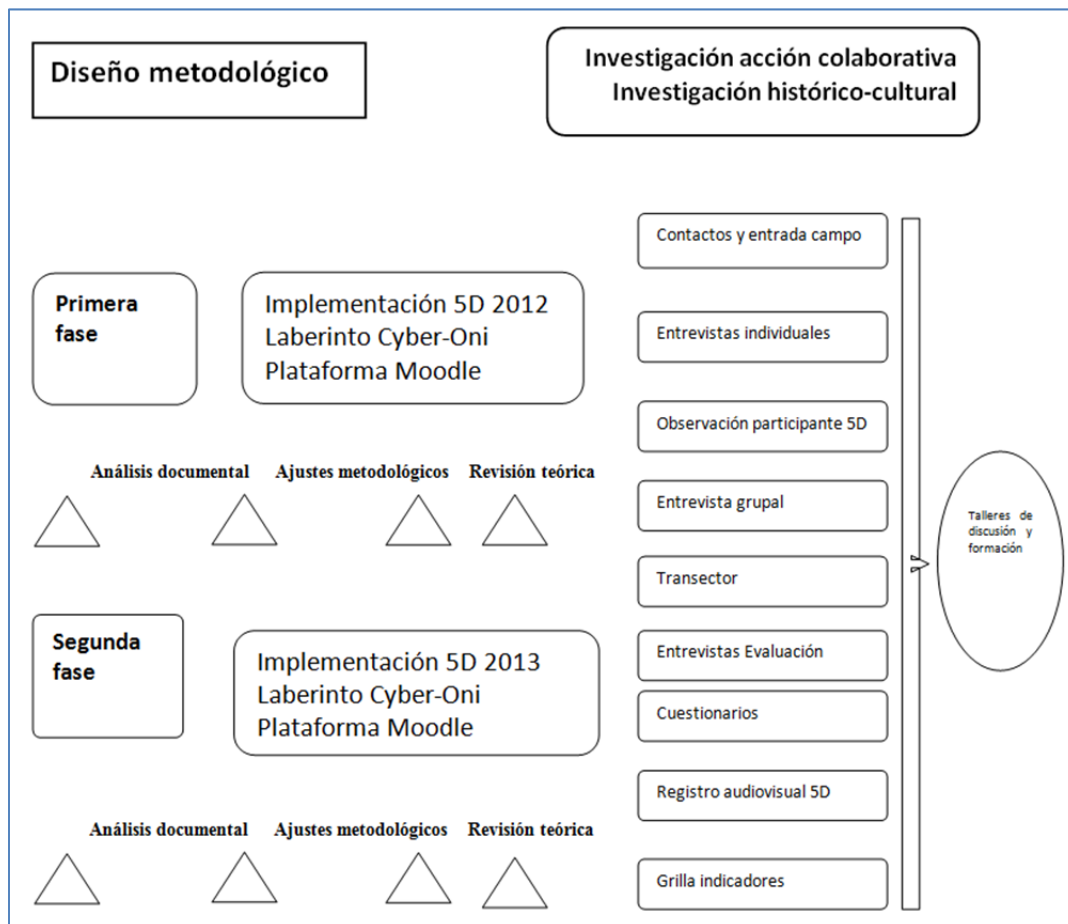 Diseño metodológico
Investigación acción colaborativa
Investigación histórico-cultural
Primera
fase
Implementación 5D 2012
Laberinto Cyber-Oni
Plataforma Moodle
Análisis documental
Ajustes metodológicos
Revisión teórica
Segunda
fase
Implementación 5D 2013
Laberinto Cyber-Oni
Plataforma Moodle
Análisis documental
Ajustes metodológicos
Revisión teórica
Contactos y entrada campo
Entrevistas individuales
Observación participante 5D
Entrevista grupal
Transector
Entrevistas Evaluación
Cuestionarios
Registro audiovisual 5D
Grilla indicadores
Talleres de
discusión y
formación